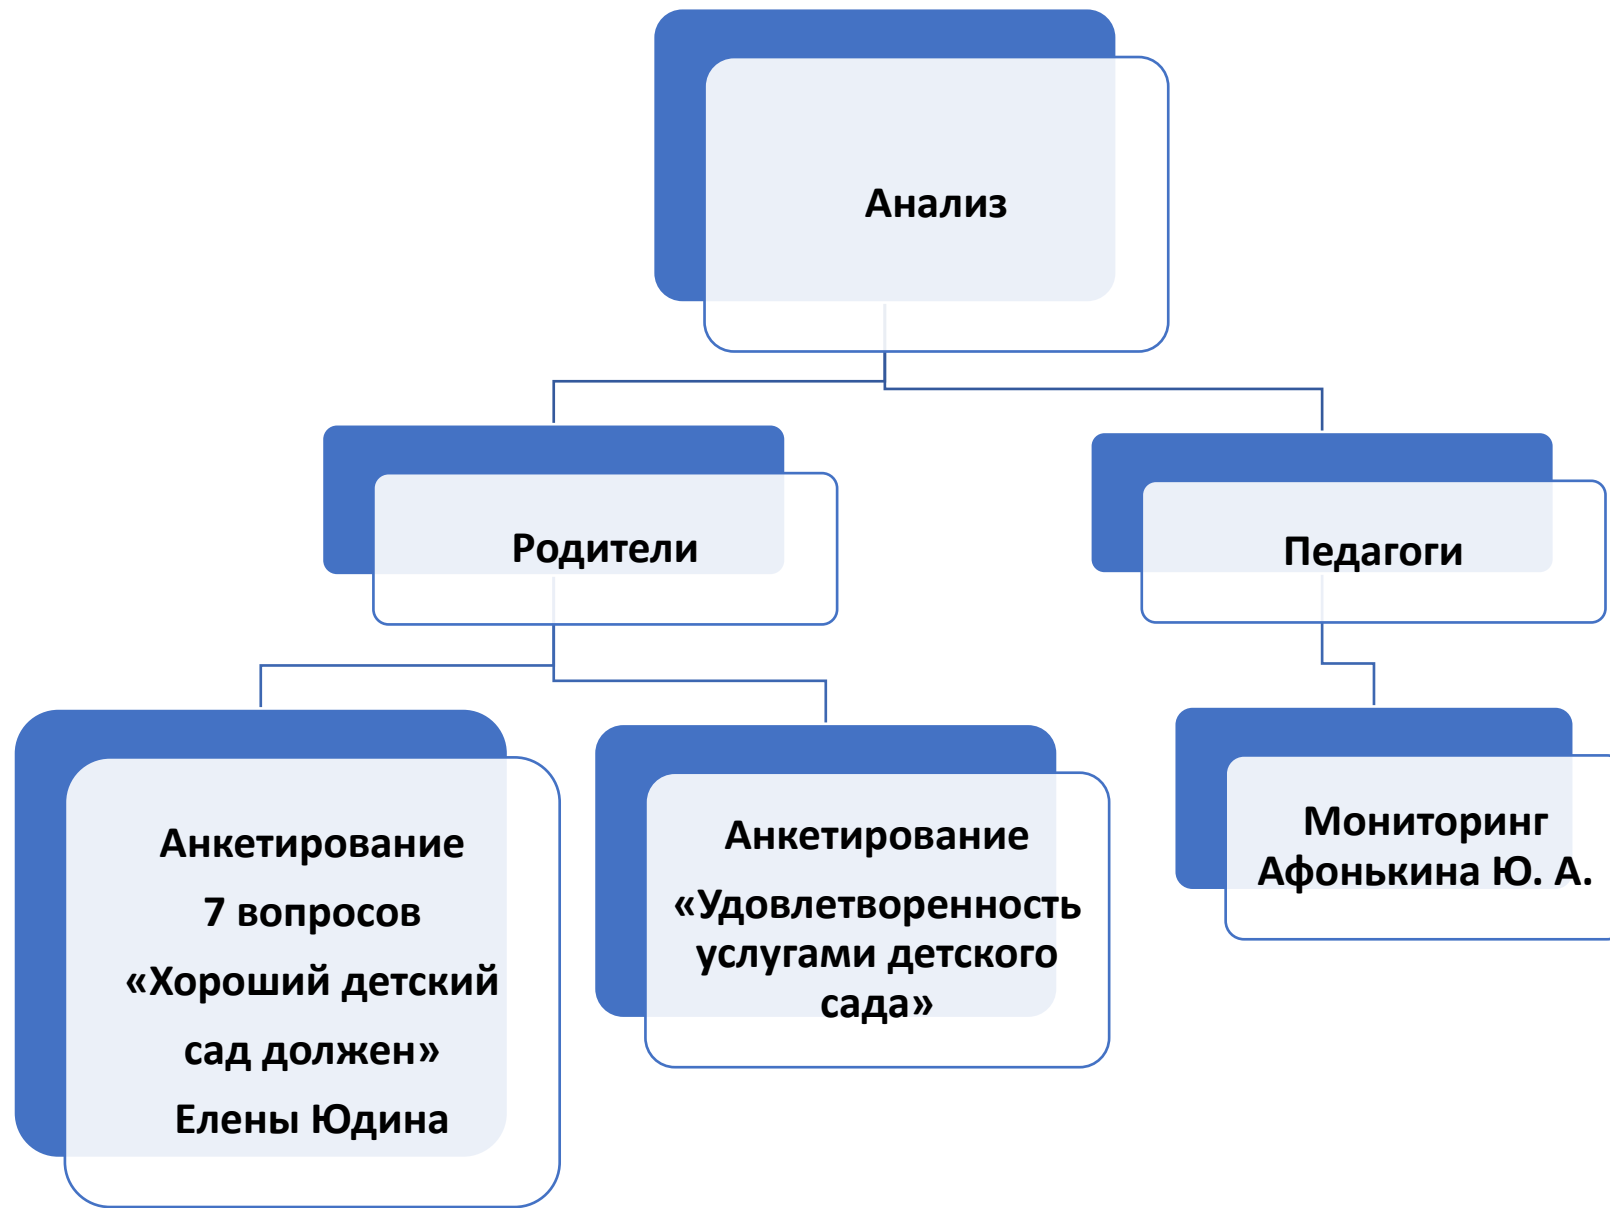 Анализ
Родители
Педагоги
Анкетирование
7 вопросов
«Хороший детский
сад должен»
Елены Юдина
Анкетирование
«Удовлетворенность
услугами детского
сада»
Мониторинг
Афонькина Ю. А.